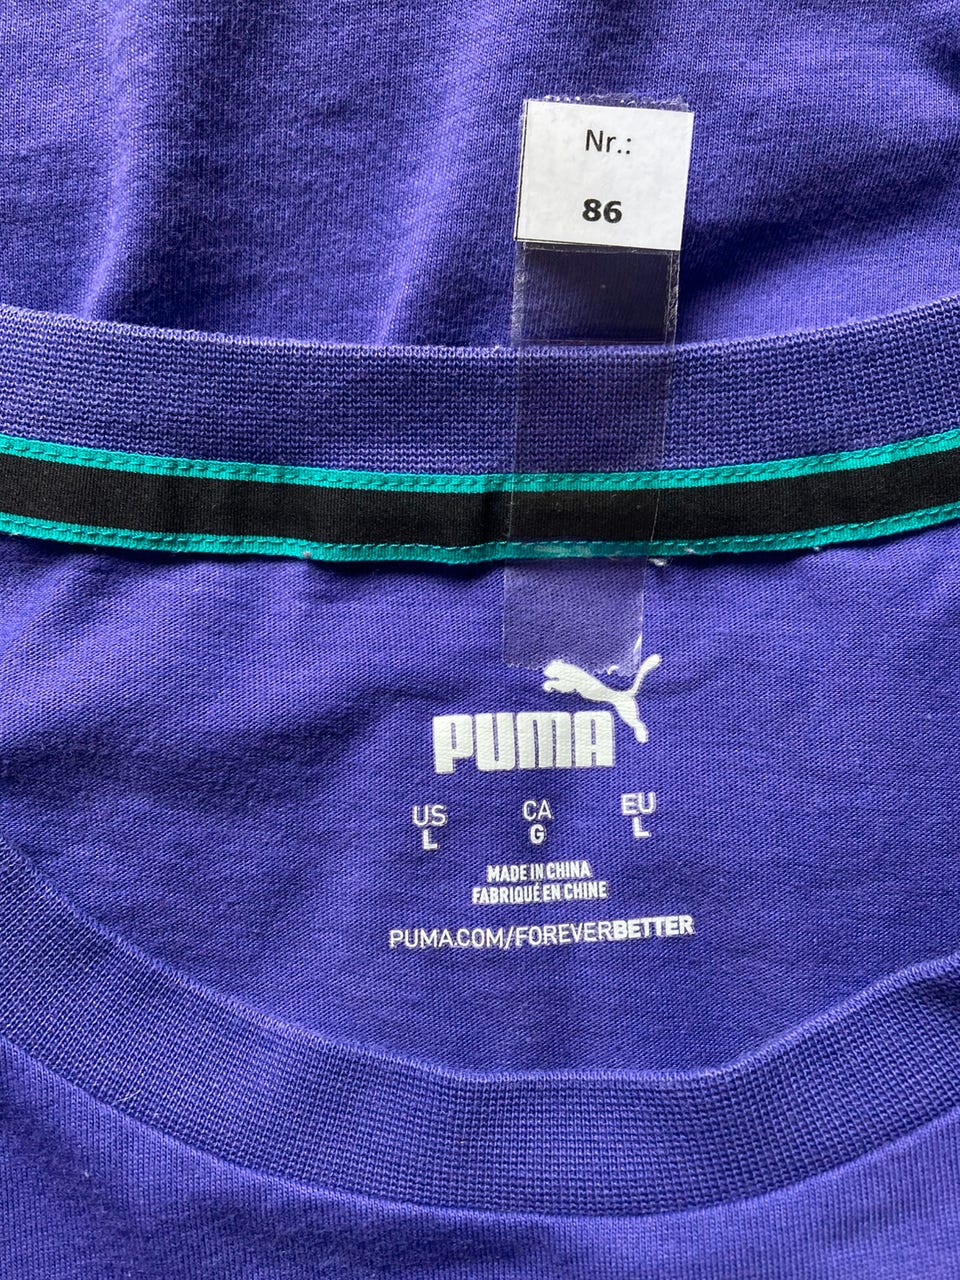 Nr.:
86
PUMA
US CA EU
L G L
MADE IN CHINA
FABRIQUÉ EN CHINE
PUMA.COM/FOREVERBETTER